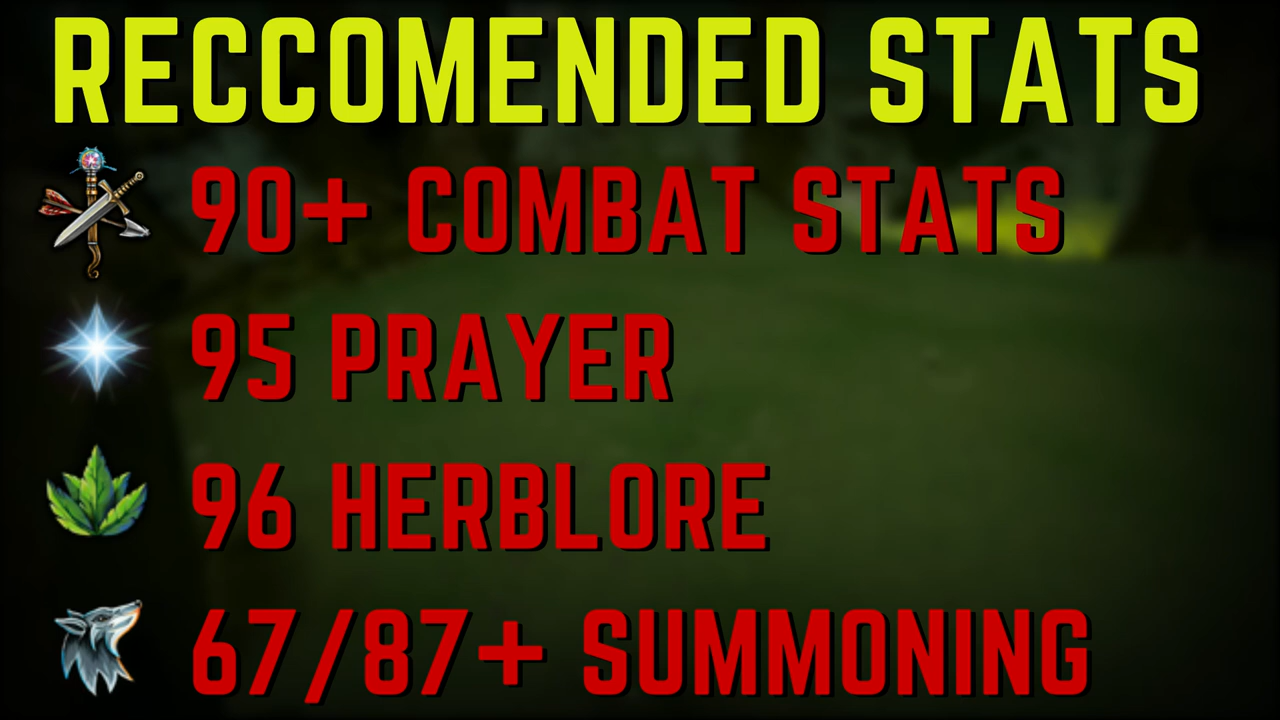 RECCOMENDED STATS
90+ COMBAT STATS
95 PRAYER
96 HERBLORE
67/87+ SUMMONING